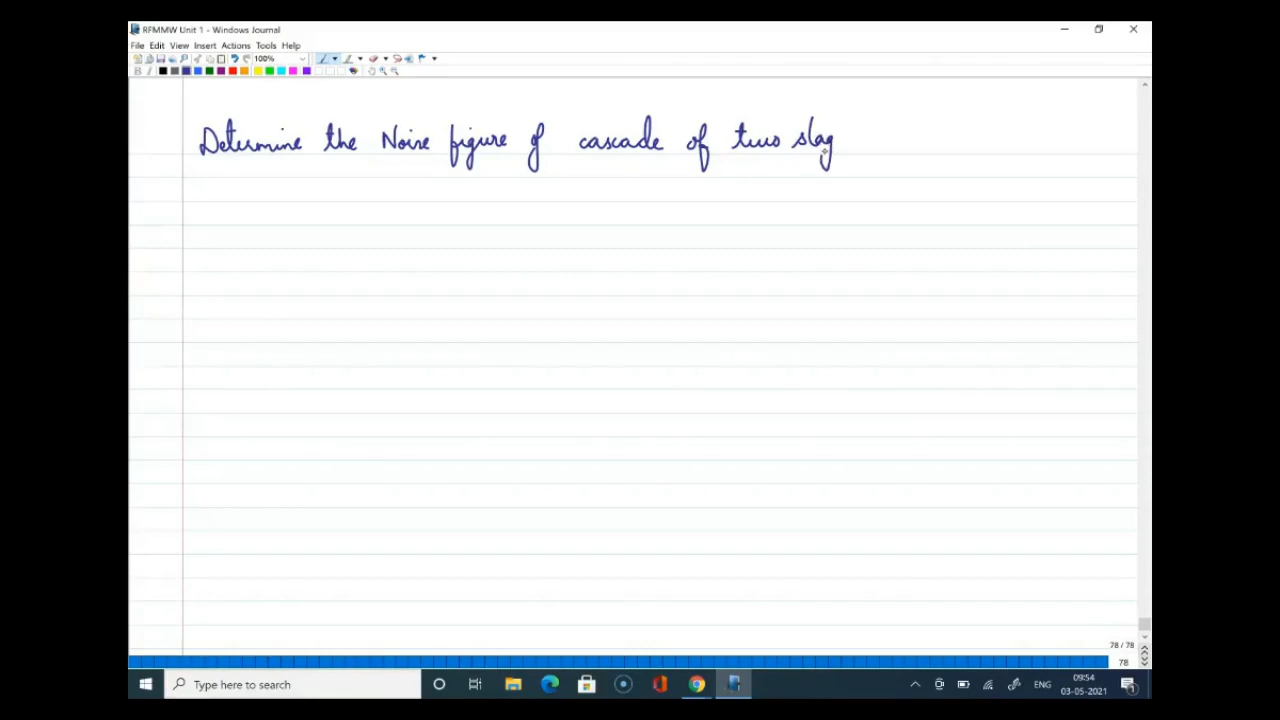 RFMMW Unit 1 - Windows Journal
File Edit View Insert Actions Tools Help
100%
B I
Determine the Noise figure of cascade of two stag
78 / 78
78
Type here to search
ENG
09:54
03-05-2021
1